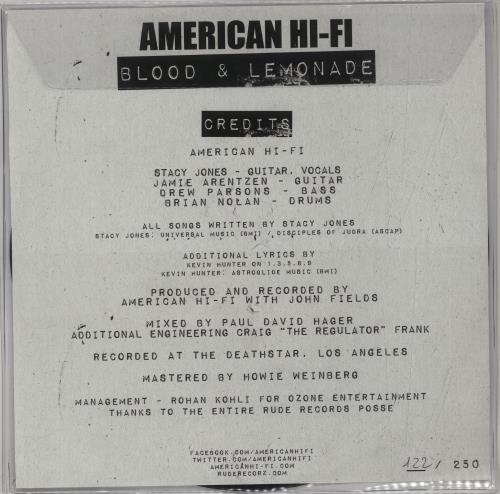 AMERICAN HI-FI
BLOOD & LEMONADE
CREDITS
AMERICAN HI-FI
STACY JONES - GUITAR, VOCALS
JAMIE ARENTZEN - GUITAR
DREW PARSONS - BASS
BRIAN NOLAN - DRUMS
ALL SONGS WRITTEN BY STACY JONES
STACY JONES: UNIVERSAL MUSIC (BMI) / DISCIPLES OF JUDRA (ASCAP)
ADDITIONAL LYRICS BY
KEVIN HUNTER ON 1,3,5,8,9
KEVIN HUNTER: ASTROGLIDE MUSIC (BMI)
PRODUCED AND RECORDED BY
AMERICAN HI-FI WITH JOHN FIELDS
MIXED BY PAUL DAVID HAGER
ADDITIONAL ENGINEERING CRAIG "THE REGULATOR" FRANK
RECORDED AT THE DEATHSTAR, LOS ANGELES
MASTERED BY HOWIE WEINBERG
MANAGEMENT - ROHAN KOHLI FOR OZONE ENTERTAINMENT
THANKS TO THE ENTIRE RUDE RECORDS POSSE
FACEBOOK.COM/AMERICANHIFI
TWITTER.COM/AMERICANHIFI
AMERICANHI-FI.COM
RUDERECORZ.COM
122 / 250